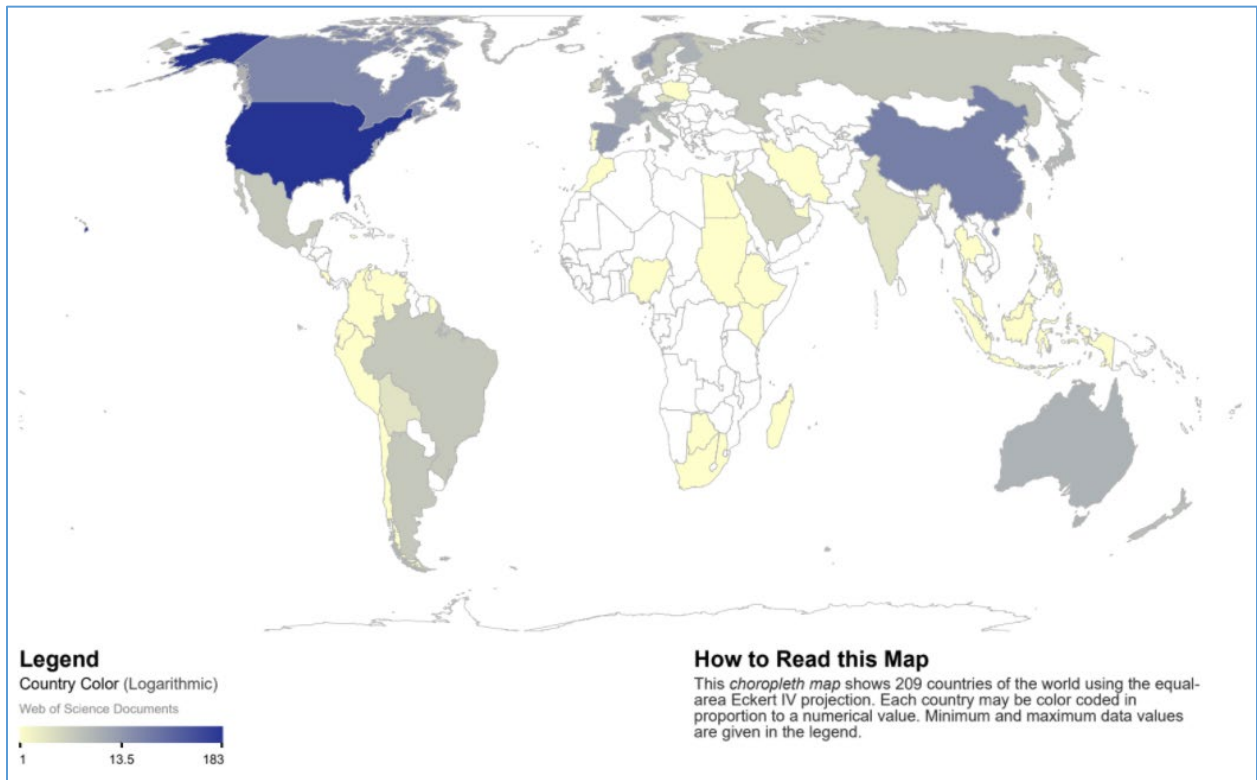 Legend
Country Color (Logarithmic)
Web of Science Documents
1 13.5 183
How to Read this Map
This choropleth map shows 209 countries of the world using the equal-
area Eckert IV projection. Each country may be color coded in
proportion to a numerical value. Minimum and maximum data values
are given in the legend.